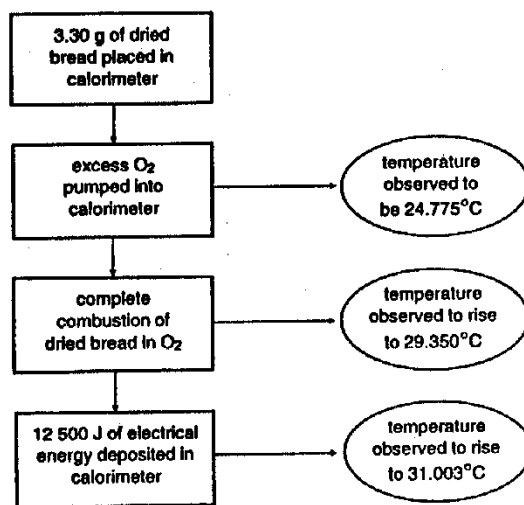 3.30 g of dried
bread placed in
calorimeter
excess O₂
pumped into
calorimeter
temperature
observed to
be 24.775°C
complete
combustion of
dried bread in O₂
temperature
observed to rise
to 29.350°C
12 500 J of electrical
energy deposited in
calorimeter
temperature
observed to rise
to 31.003°C